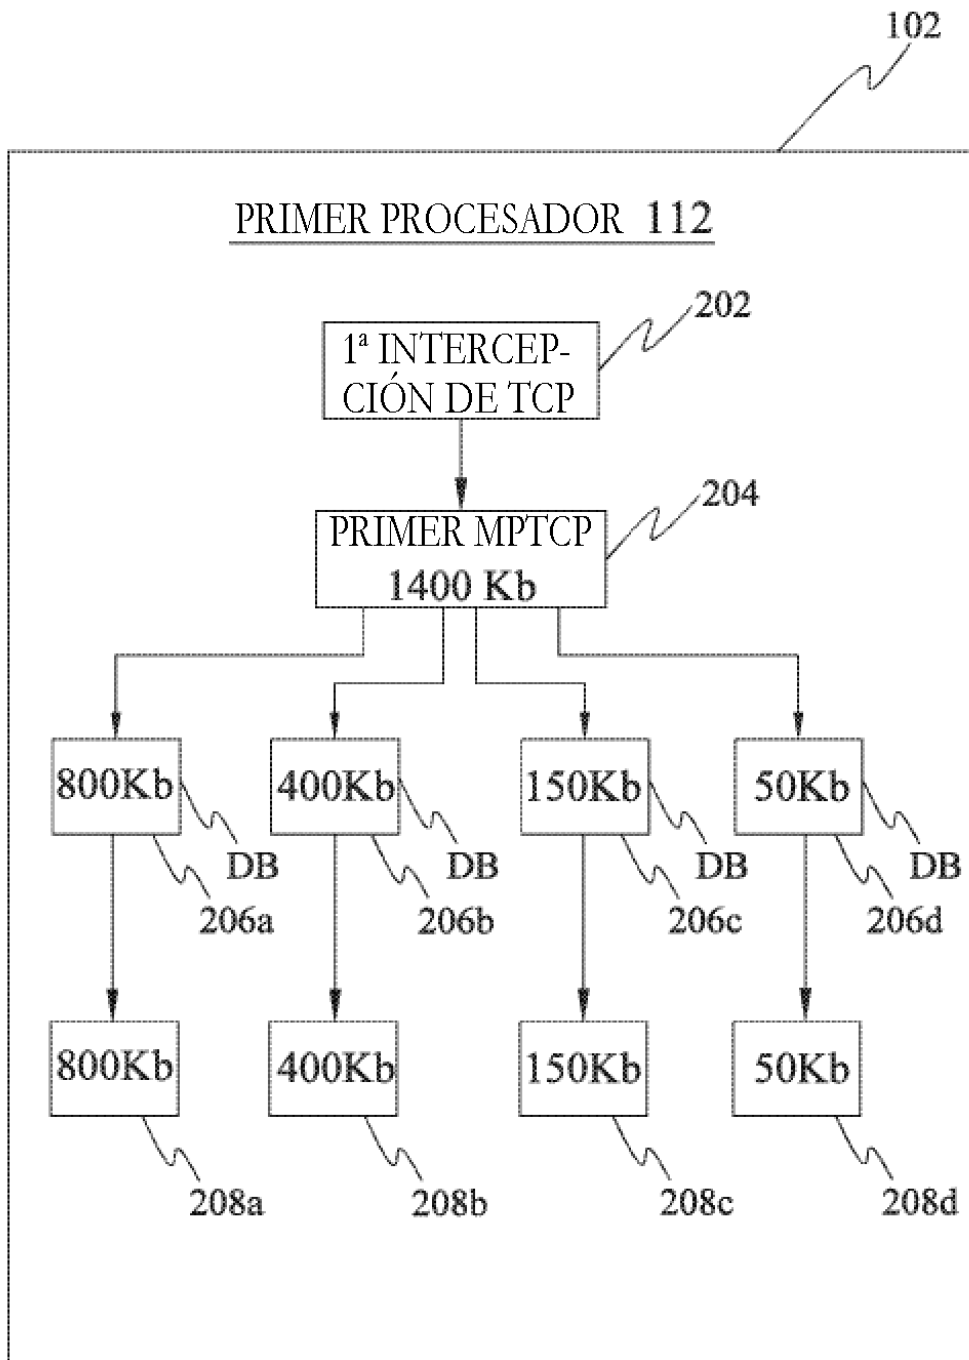 102
PRIMER PROCESADOR 112
202
1ª INTERCEP-
CIÓN DE TCP
204
PRIMER MPTCP
1400 Kb
800Kb 400Kb 150Kb 50Kb
DB DB DB DB
206a 206b 206c 206d
800Kb 400Kb 150Kb 50Kb
208a 208b 208c 208d